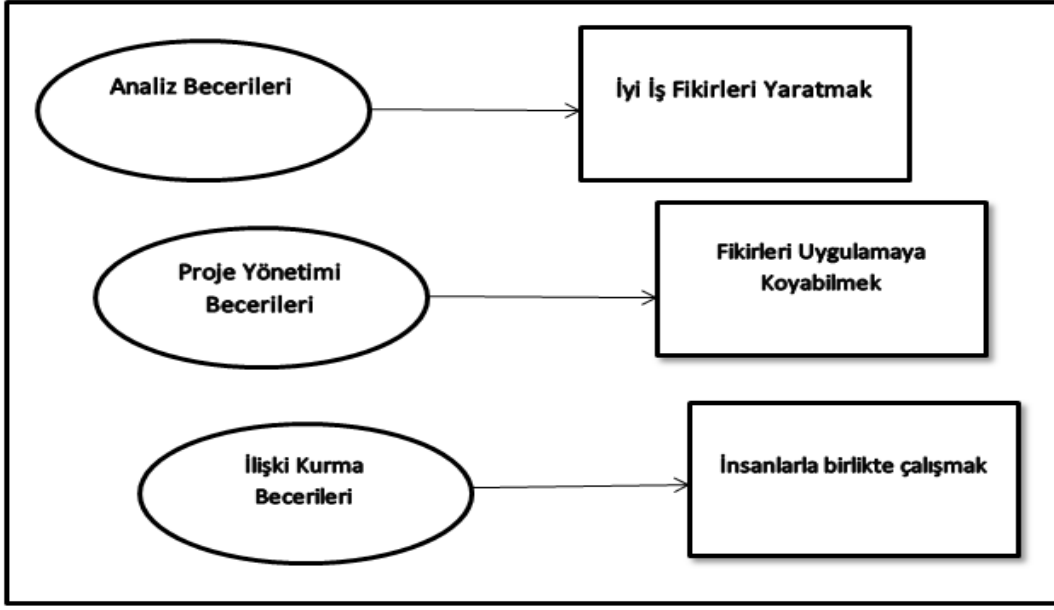 Analiz Becerileri
İyi İş Fikirleri Yaratmak
Proje Yönetimi
Becerileri
Fikirleri Uygulamaya
Koyabilmek
İlişki Kurma
Becerileri
İnsanlarla birlikte çalışmak